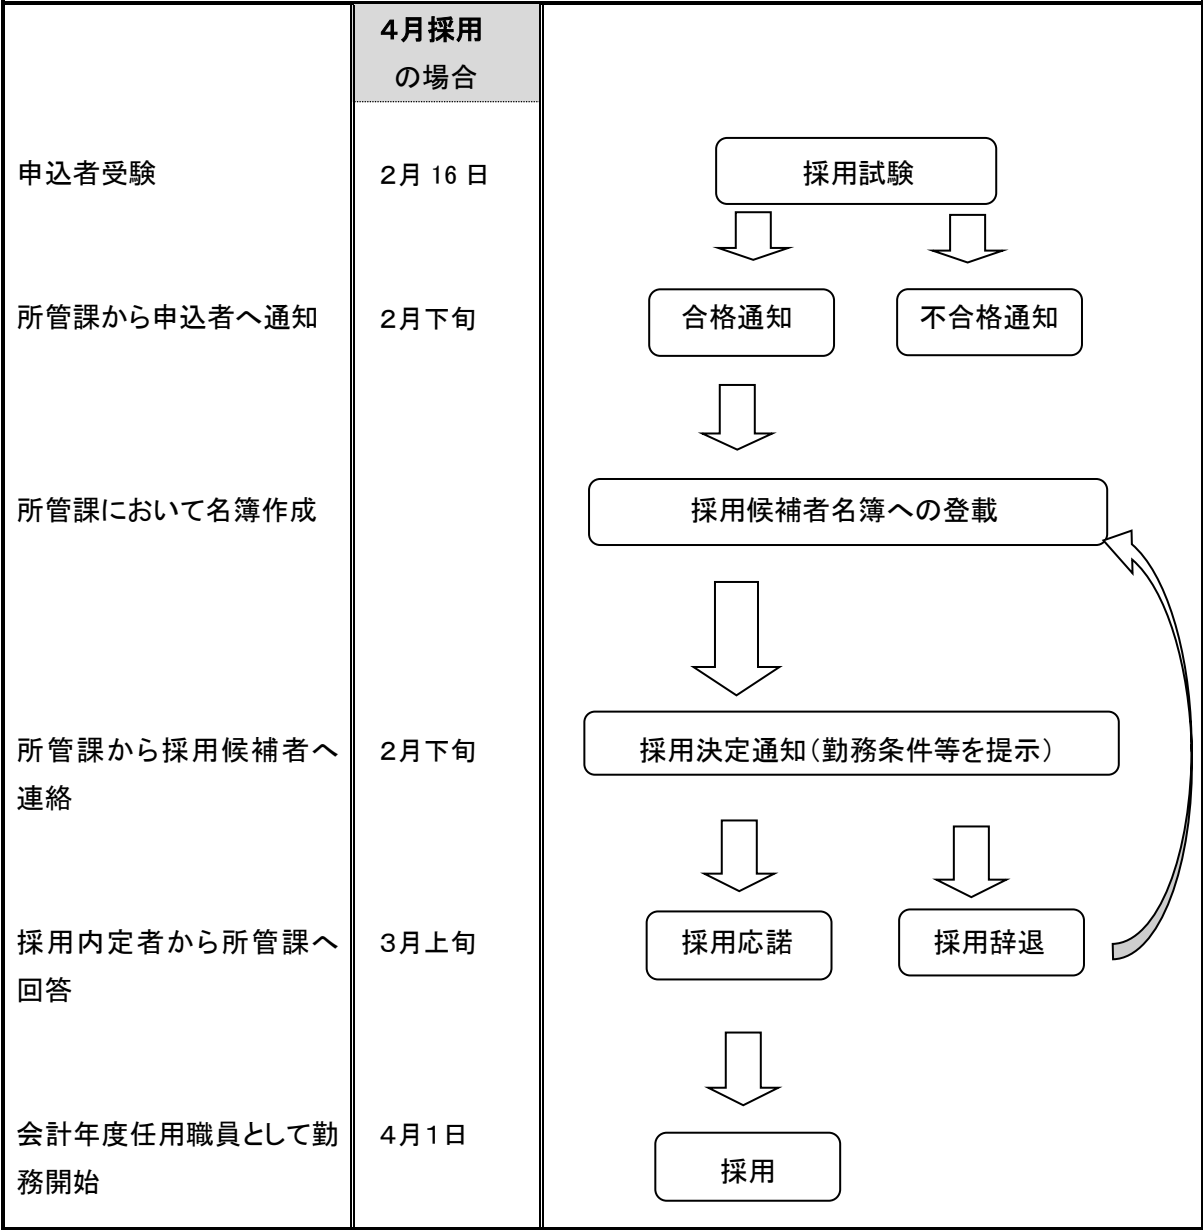 ４月採用
の場合
申込者受験
２月 16 日
採用試験
所管課から申込者へ通知
２月下旬
合格通知
不合格通知
所管課において名簿作成
採用候補者名簿への登載
所管課から採用候補者へ
連絡
２月下旬
採用決定通知（勤務条件等を提示）
採用内定者から所管課へ
回答
３月上旬
採用応諾
採用辞退
会計年度任用職員として勤
務開始
４月１日
採用